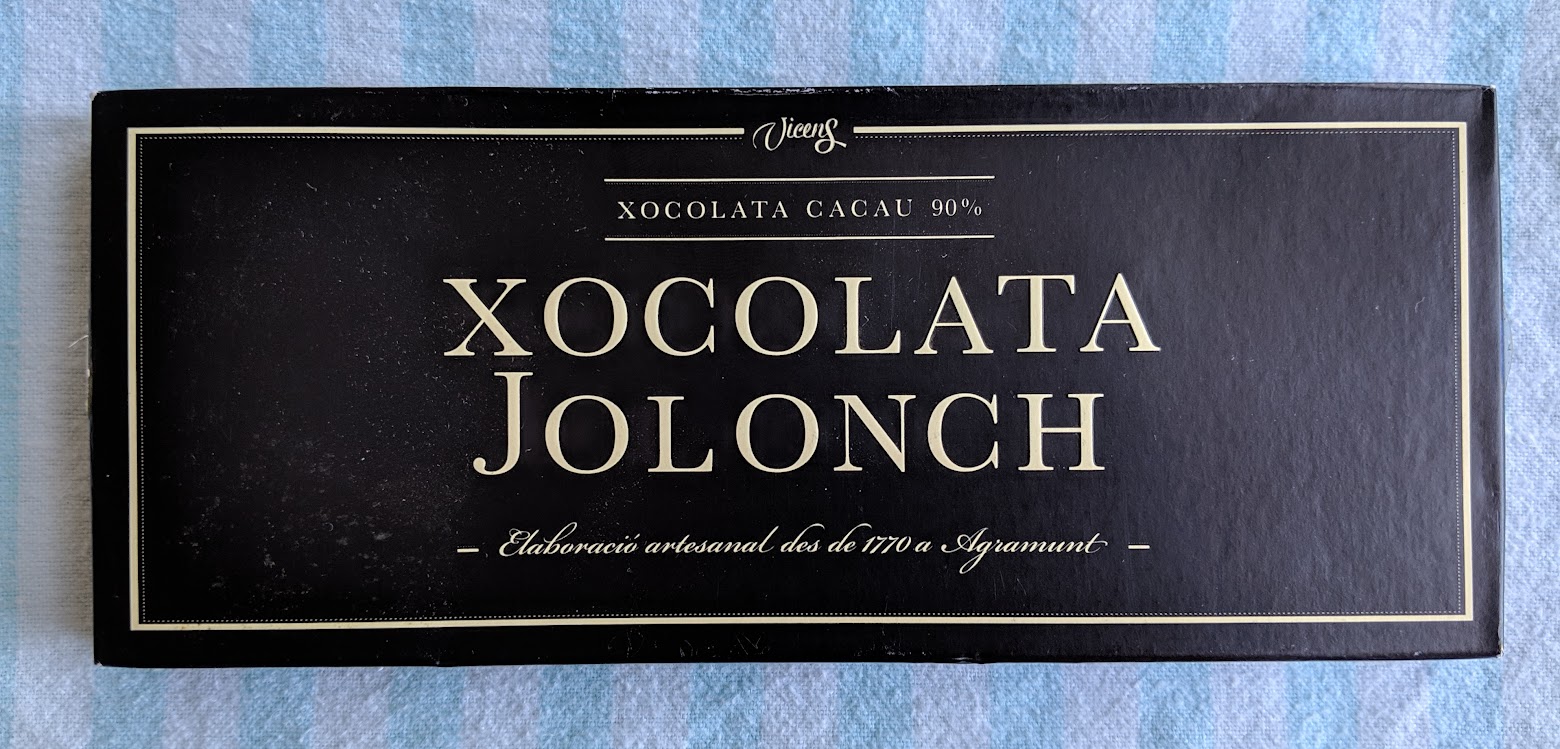 Vicens
XOCOLATA CACAU 90%
XOCOLATA
JOLONCH
– Elaboració artesanal des de 1770 a Agramunt –